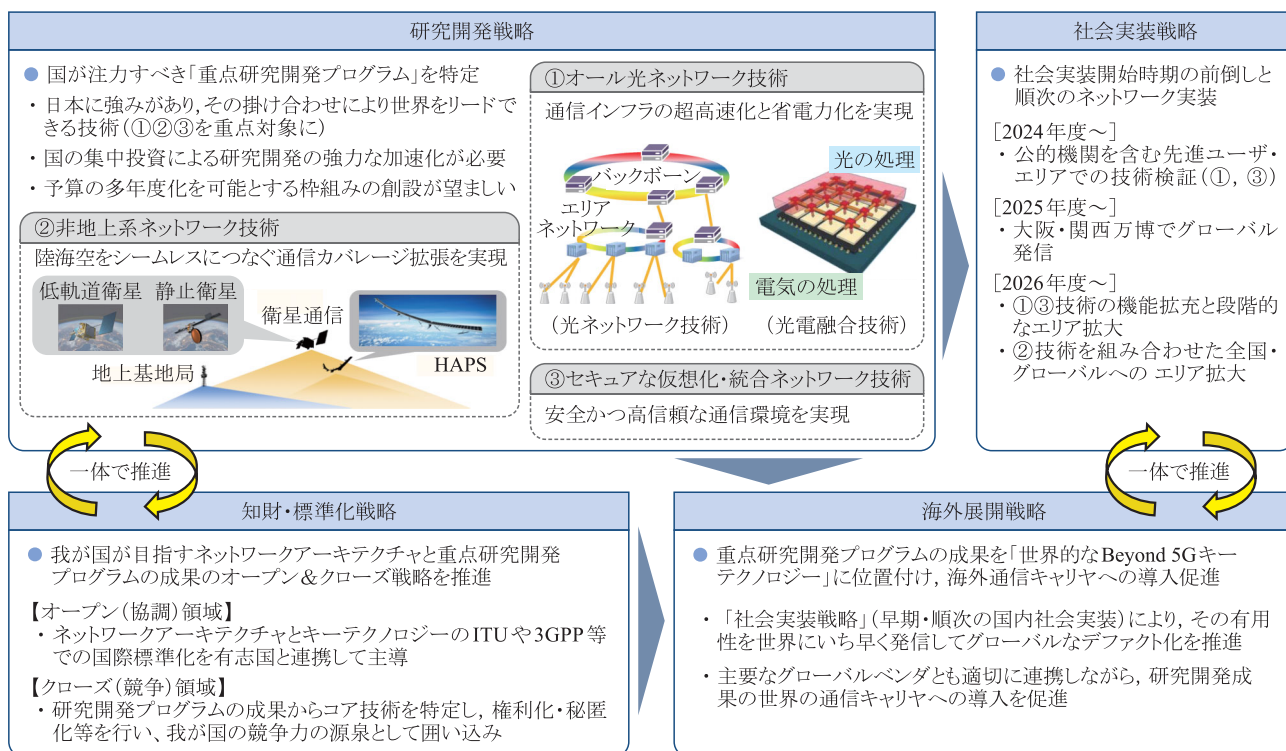 研究開発戦略
● 国が注力すべき「重点研究開発プログラム」を特定
・ 日本に強みがあり，その掛け合わせにより世界をリードで
きる技術（①②③を重点対象に）
・ 国の集中投資による研究開発の強力な加速化が必要
・ 予算の多年度化を可能とする枠組みの創設が望ましい
②非地上系ネットワーク技術
陸海空をシームレスにつなぐ通信カバレージ拡張を実現
低軌道衛星
静止衛星
衛星通信
地上基地局
HAPS
①オール光ネットワーク技術
通信インフラの超高速化と省電力化を実現
バックボーン
エリア
ネットワーク
光の処理
電気の処理
（光ネットワーク技術）
（光電融合技術）
③セキュアな仮想化・統合ネットワーク技術
安全かつ高信頼な通信環境を実現
社会実装戦略
● 社会実装開始時期の前倒しと
順次のネットワーク実装
［2024年度〜］
・公的機関を含む先進ユーザ・
エリアでの技術検証（①，③）
［2025年度〜］
・大阪・関西万博でグローバル
発信
［2026年度〜］
・①③技術の機能拡充と段階的
なエリア拡大
・②技術を組み合わせた全国・
グローバルへの エリア拡大
一体で推進
一体で推進
知財・標準化戦略
● 我が国が目指すネットワークアーキテクチャと重点研究開発
プログラムの成果のオープン＆クローズ戦略を推進
【オープン（協調）領域】
・ネットワークアーキテクチャとキーテクノロジーのITUや3GPP等
での国際標準化を有志国と連携して主導
【クローズ（競争）領域】
・研究開発プログラムの成果からコア技術を特定し，権利化・秘匿
化等を行い、我が国の競争力の源泉として囲い込み
海外展開戦略
● 重点研究開発プログラムの成果を「世界的なBeyond 5Gキー
テクノロジー」に位置付け，海外通信キャリヤへの導入促進
・ 「社会実装戦略」（早期・順次の国内社会実装）により，その有用
性を世界にいち早く発信してグローバルなデファクト化を推進
・ 主要なグローバルベンダとも適切に連携しながら，研究開発成
果の世界の通信キャリヤへの導入を促進